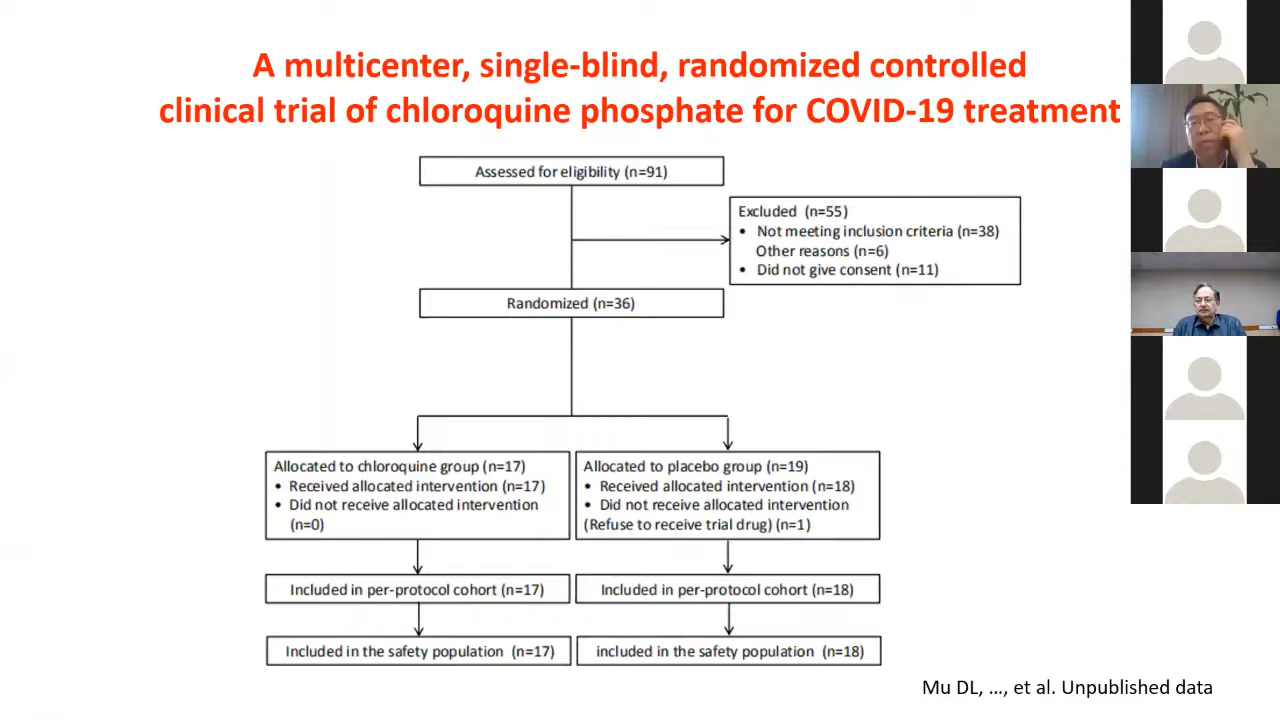 A multicenter, single-blind, randomized controlled
clinical trial of chloroquine phosphate for COVID-19 treatment
Assessed for eligibility (n=91)
Excluded (n=55)
• Not meeting inclusion criteria (n=38)
Other reasons (n=6)
• Did not give consent (n=11)
Randomized (n=36)
Allocated to chloroquine group (n=17)
• Received allocated intervention (n=17)
• Did not receive allocated intervention
(n=0)
Allocated to placebo group (n=19)
• Received allocated intervention (n=18)
• Did not receive allocated intervention
(Refuse to receive trial drug) (n=1)
Included in per-protocol cohort (n=17)
Included in per-protocol cohort (n=18)
Included in the safety population (n=17)
included in the safety population (n=18)
Mu DL, …, et al. Unpublished data